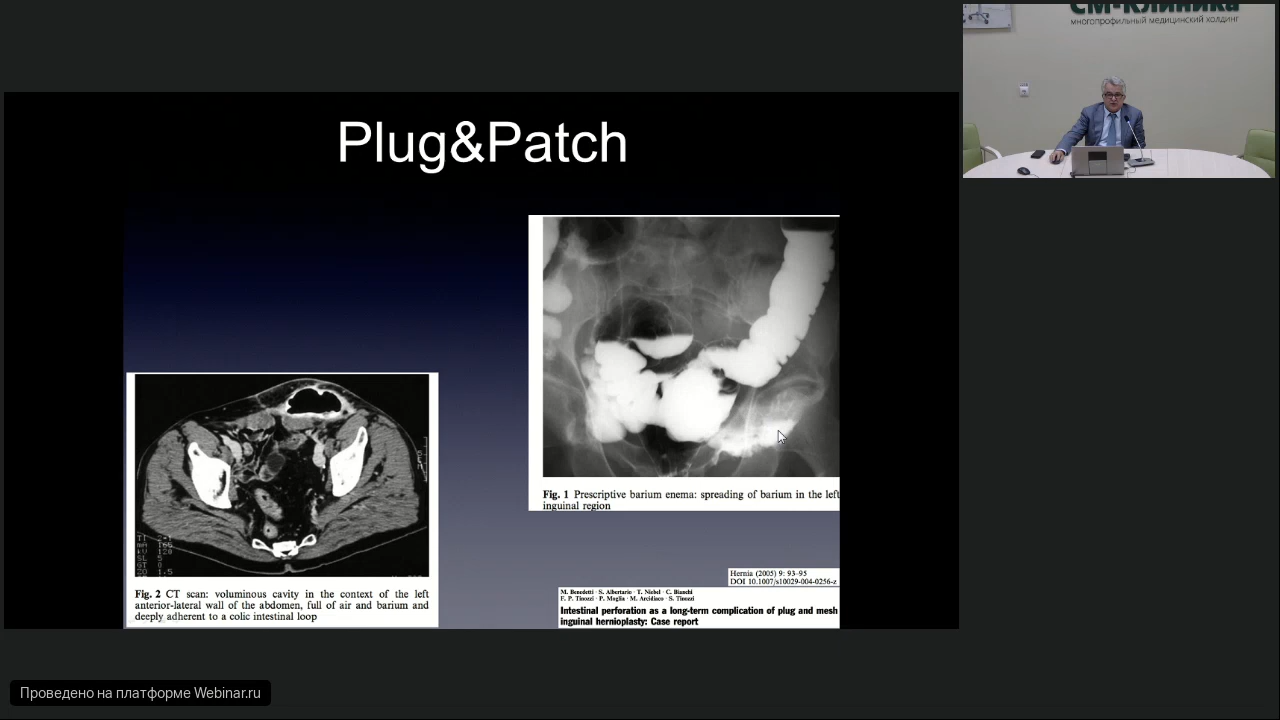 СМ-Клиника
многопрофильный медицинский холдинг
Plug&Patch
Fig. 1 Prescriptive barium enema: spreading of barium in the left
inguinal region
Fig. 2 CT scan: voluminous cavity in the context of the left
anterior-lateral wall of the abdomen, full of air and barium and
deeply adherent to a colic intestinal loop
Hernia (2005) 9: 93–95
DOI 10.1007/s10029-004-0256-z
M. Benedetti · S. Albertario · T. Niebel · C. Bianchi
F. P. Tinozzi · P. Moglia · M. Arcidiaco · S. Tinozzi
Intestinal perforation as a long-term complication of plug and mesh
inguinal hernioplasty: Case report
Проведено на платформе Webinar.ru